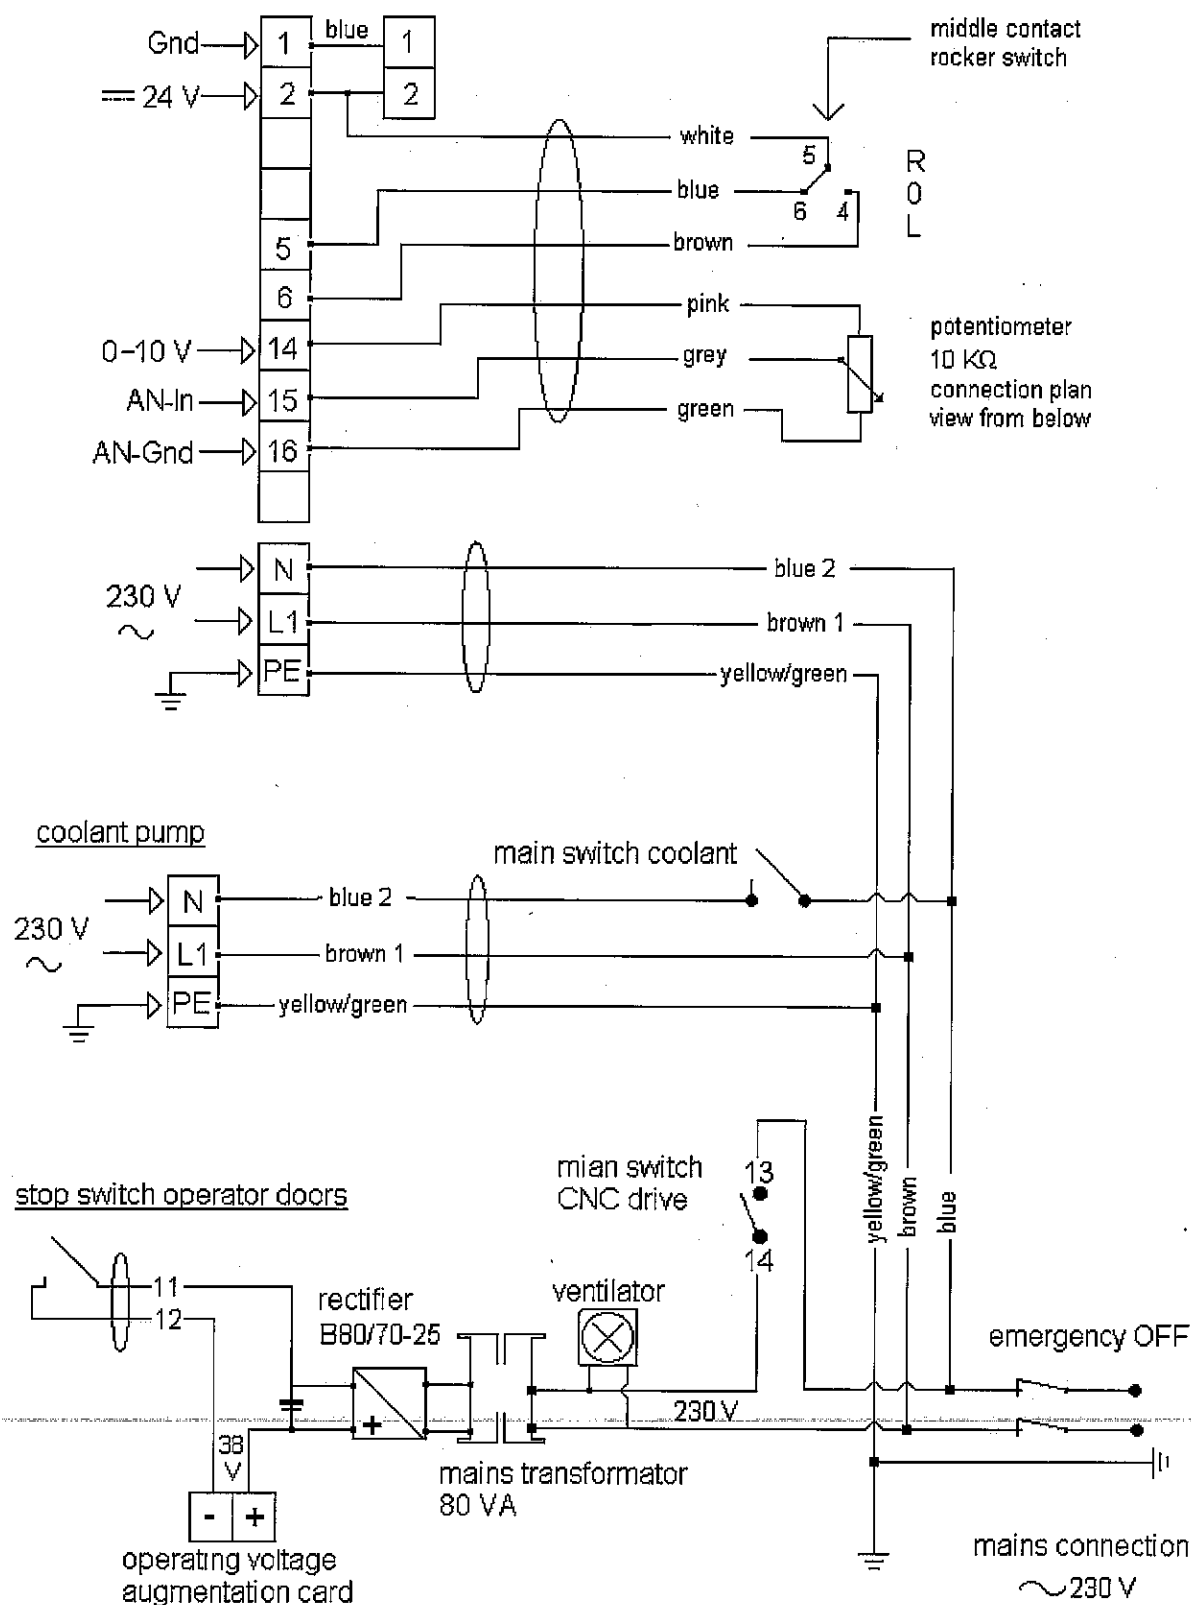 Gnd
1
blue
1
24 V
2
2
middle contact
rocker switch
white
5
R
0
L
blue
6
4
5
brown
6
pink
0-10 V
14
potentiometer
10 KΩ
connection plan
view from below
grey
AN-In
15
green
AN-Gnd
16
230 V
N
blue 2
L1
brown 1
PE
yellow/green
coolant pump
main switch coolant
230 V
N
blue 2
L1
brown 1
PE
yellow/green
yellow/green
brown
blue
mian switch
CNC drive
13
14
stop switch operator doors
11
12
rectifier
B80/70-25
ventilator
emergency OFF
+
230 V
38
V
mains transformator
80 VA
- +
operating voltage
augmentation card
mains connection
230 V